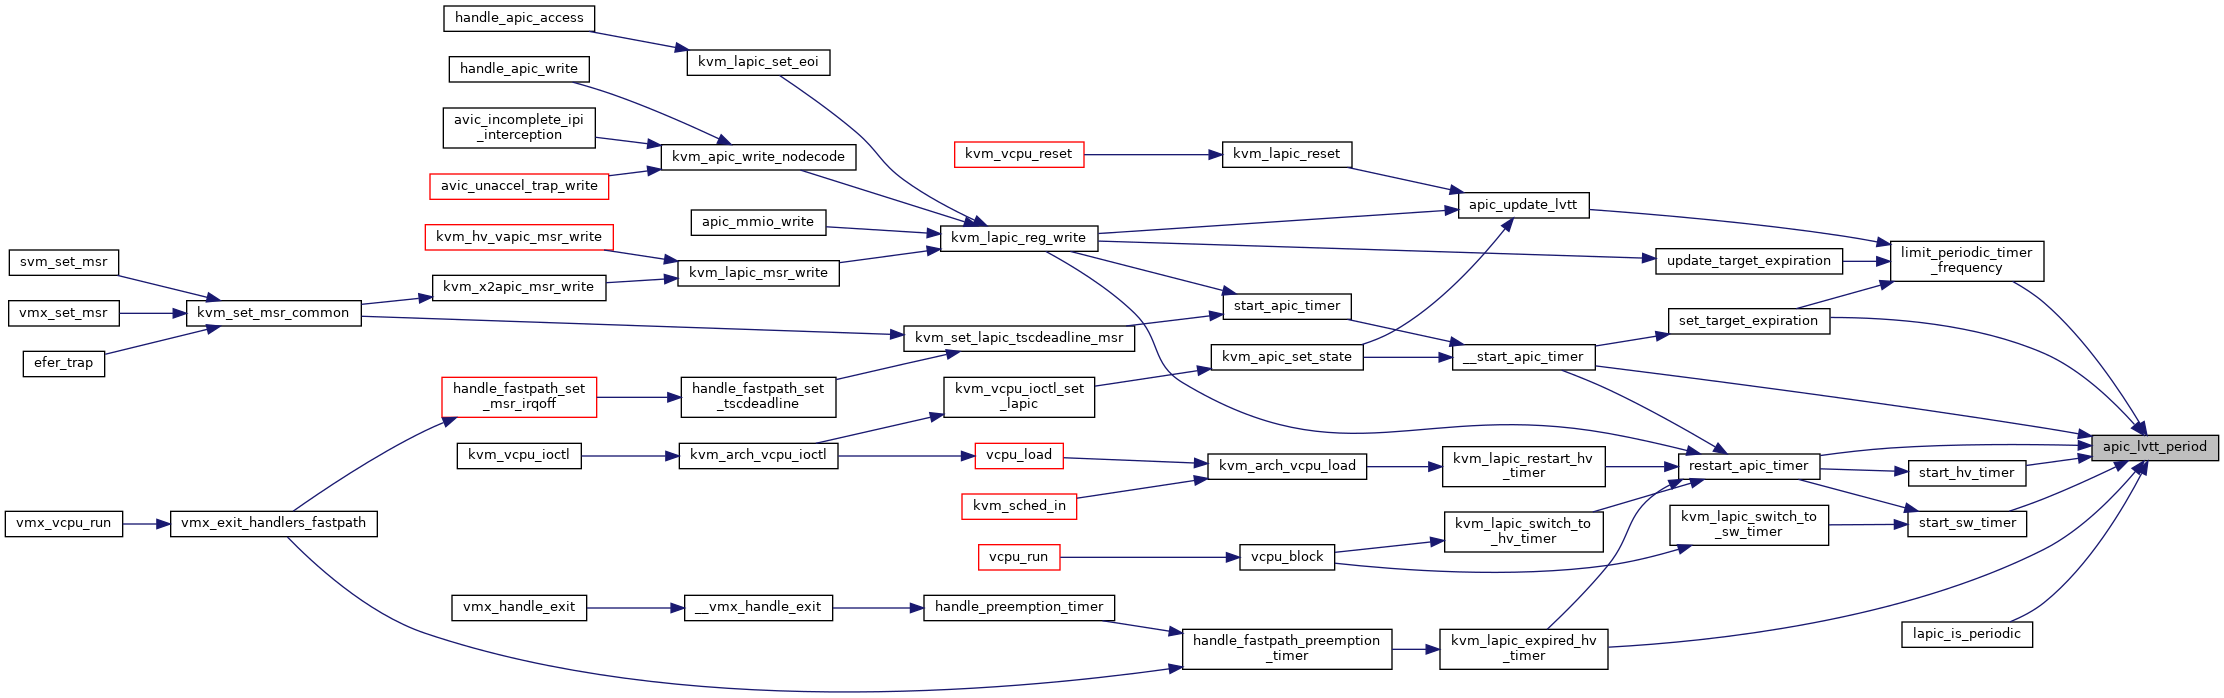 handle_apic_access
kvm_lapic_set_eoi
handle_apic_write
avic_incomplete_ipi
_interception
kvm_apic_write_nodecode
avic_unaccel_trap_write
kvm_vcpu_reset
kvm_lapic_reset
apic_update_lvtt
apic_mmio_write
kvm_hv_vapic_msr_write
kvm_lapic_reg_write
svm_set_msr
kvm_lapic_msr_write
kvm_x2apic_msr_write
update_target_expiration
limit_periodic_timer
_frequency
vmx_set_msr
kvm_set_msr_common
start_apic_timer
set_target_expiration
kvm_set_lapic_tscdeadline_msr
efer_trap
kvm_apic_set_state
__start_apic_timer
handle_fastpath_set
_msr_irqoff
handle_fastpath_set
_tscdeadline
kvm_vcpu_ioctl_set
_lapic
apic_lvtt_period
kvm_vcpu_ioctl
kvm_arch_vcpu_ioctl
vcpu_load
kvm_arch_vcpu_load
kvm_lapic_restart_hv
_timer
restart_apic_timer
start_hv_timer
kvm_sched_in
vmx_vcpu_run
vmx_exit_handlers_fastpath
kvm_lapic_switch_to
_hv_timer
kvm_lapic_switch_to
_sw_timer
start_sw_timer
vcpu_run
vcpu_block
vmx_handle_exit
__vmx_handle_exit
handle_preemption_timer
handle_fastpath_preemption
_timer
kvm_lapic_expired_hv
_timer
lapic_is_periodic